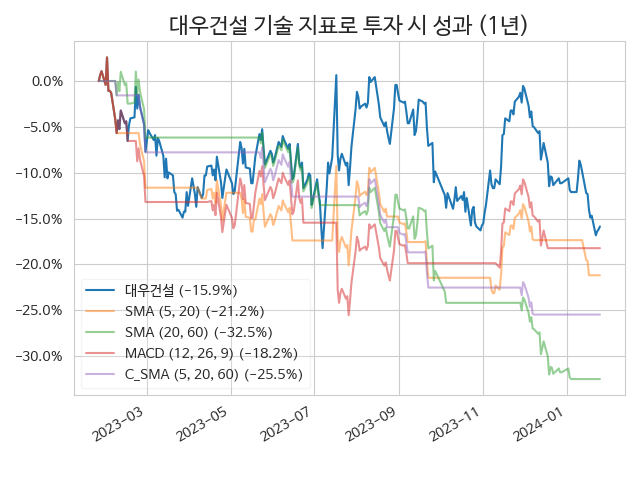 대우건설 기술 지표로 투자 시 성과 (1년)
0.0%
−5.0%
−10.0%
−15.0%
−20.0%
−25.0%
−30.0%
대우건설 (−15.9%)
SMA (5, 20) (−21.2%)
SMA (20, 60) (−32.5%)
MACD (12, 26, 9) (−18.2%)
C_SMA (5, 20, 60) (−25.5%)
2023−03
2023−05
2023−07
2023−09
2023−11
2024−01